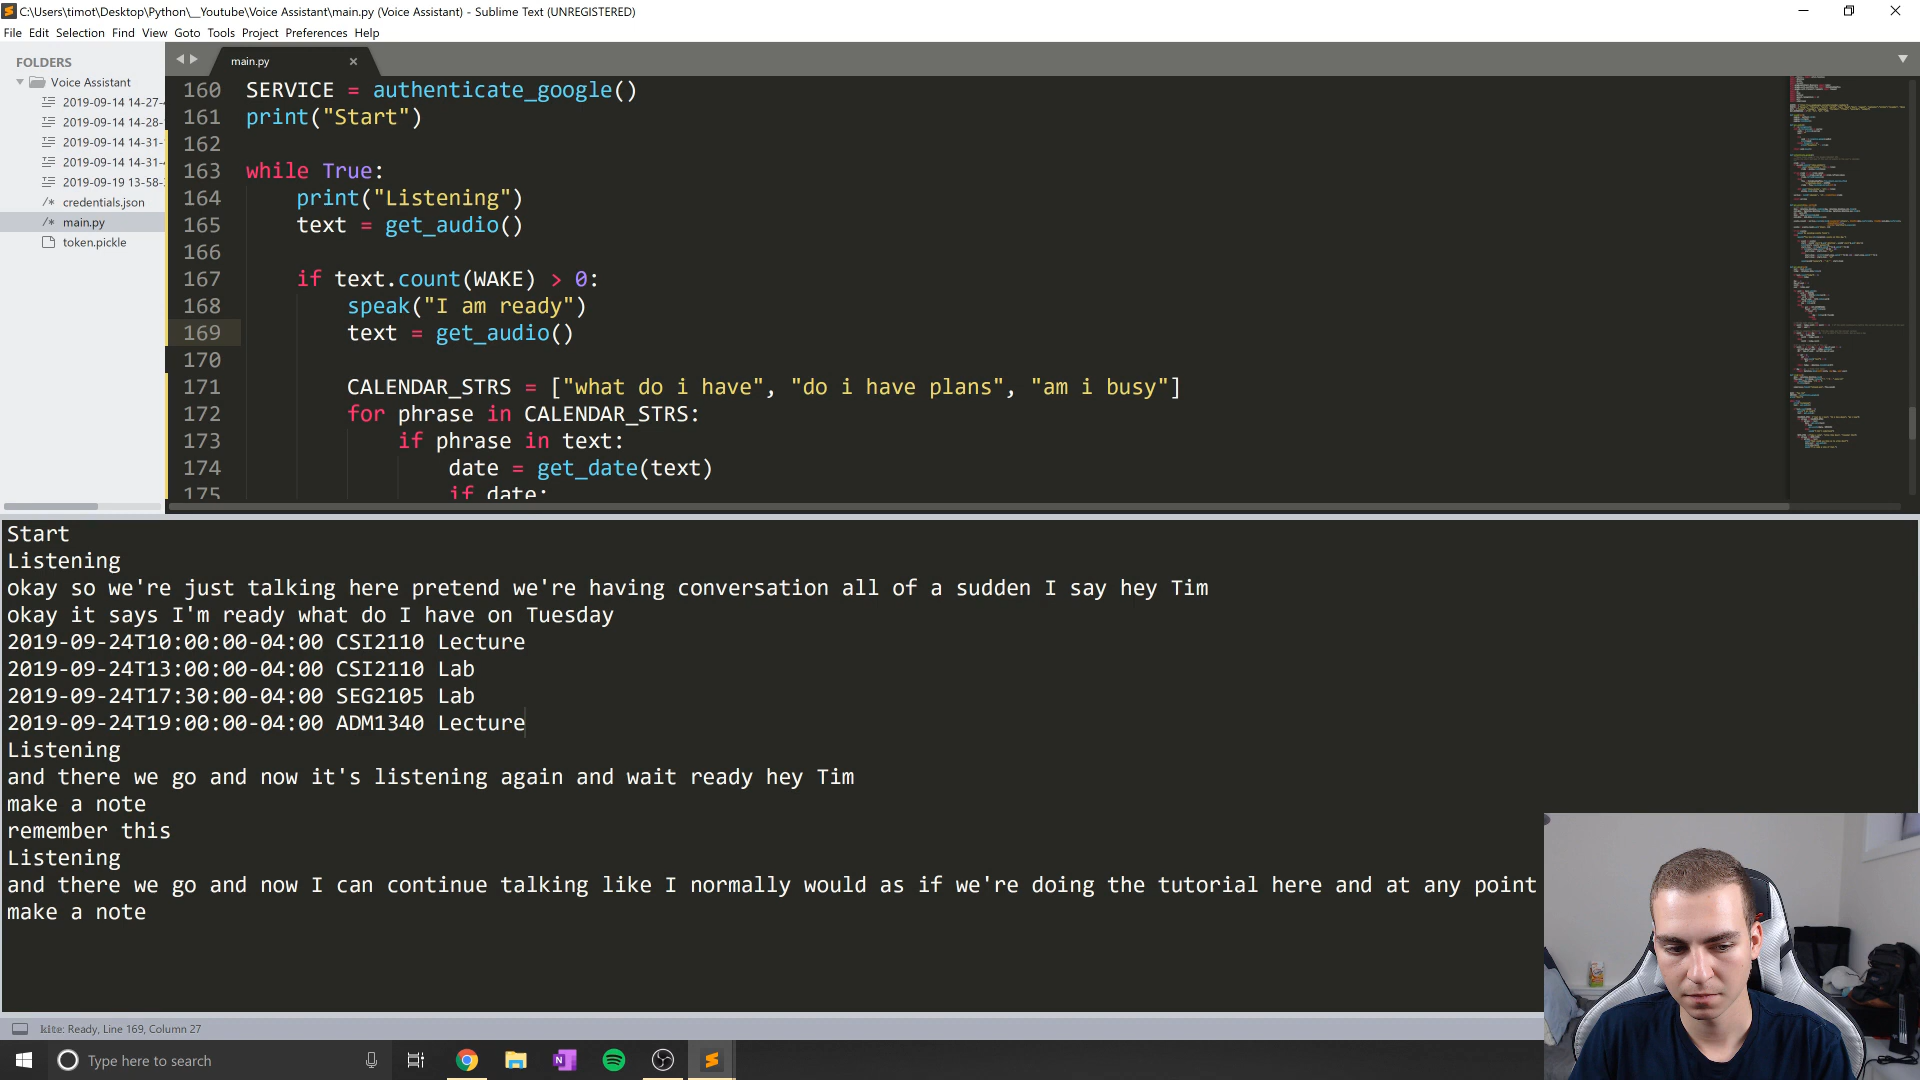 C:\Users\timot\Desktop\Python\__Youtube\Voice Assistant\main.py (Voice Assistant) - Sublime Text (UNREGISTERED)
File Edit Selection Find View Goto Tools Project Preferences Help
FOLDERS
Voice Assistant
2019-09-14 14-27-
2019-09-14 14-28-
2019-09-14 14-31-
2019-09-14 14-31-
2019-09-19 13-58-
credentials.json
main.py
token.pickle
main.py
160 SERVICE = authenticate_google()
161 print("Start")
162
163 while True:
164 print("Listening")
165 text = get_audio()
166
167 if text.count(WAKE) > 0:
168 speak("I am ready")
169 text = get_audio()
170
171 CALENDAR_STRS = ["what do i have", "do i have plans", "am i busy"]
172 for phrase in CALENDAR_STRS:
173 if phrase in text:
174 date = get_date(text)
175 if date:
Start
Listening
okay so we're just talking here pretend we're having conversation all of a sudden I say hey Tim
okay it says I'm ready what do I have on Tuesday
2019-09-24T10:00:00-04:00 CSI2110 Lecture
2019-09-24T13:00:00-04:00 CSI2110 Lab
2019-09-24T17:30:00-04:00 SEG2105 Lab
2019-09-24T19:00:00-04:00 ADM1340 Lecture
Listening
and there we go and now it's listening again and wait ready hey Tim
make a note
remember this
Listening
and there we go and now I can continue talking like I normally would as if we're doing the tutorial here and at any point
make a note
kite: Ready, Line 169, Column 27
Type here to search